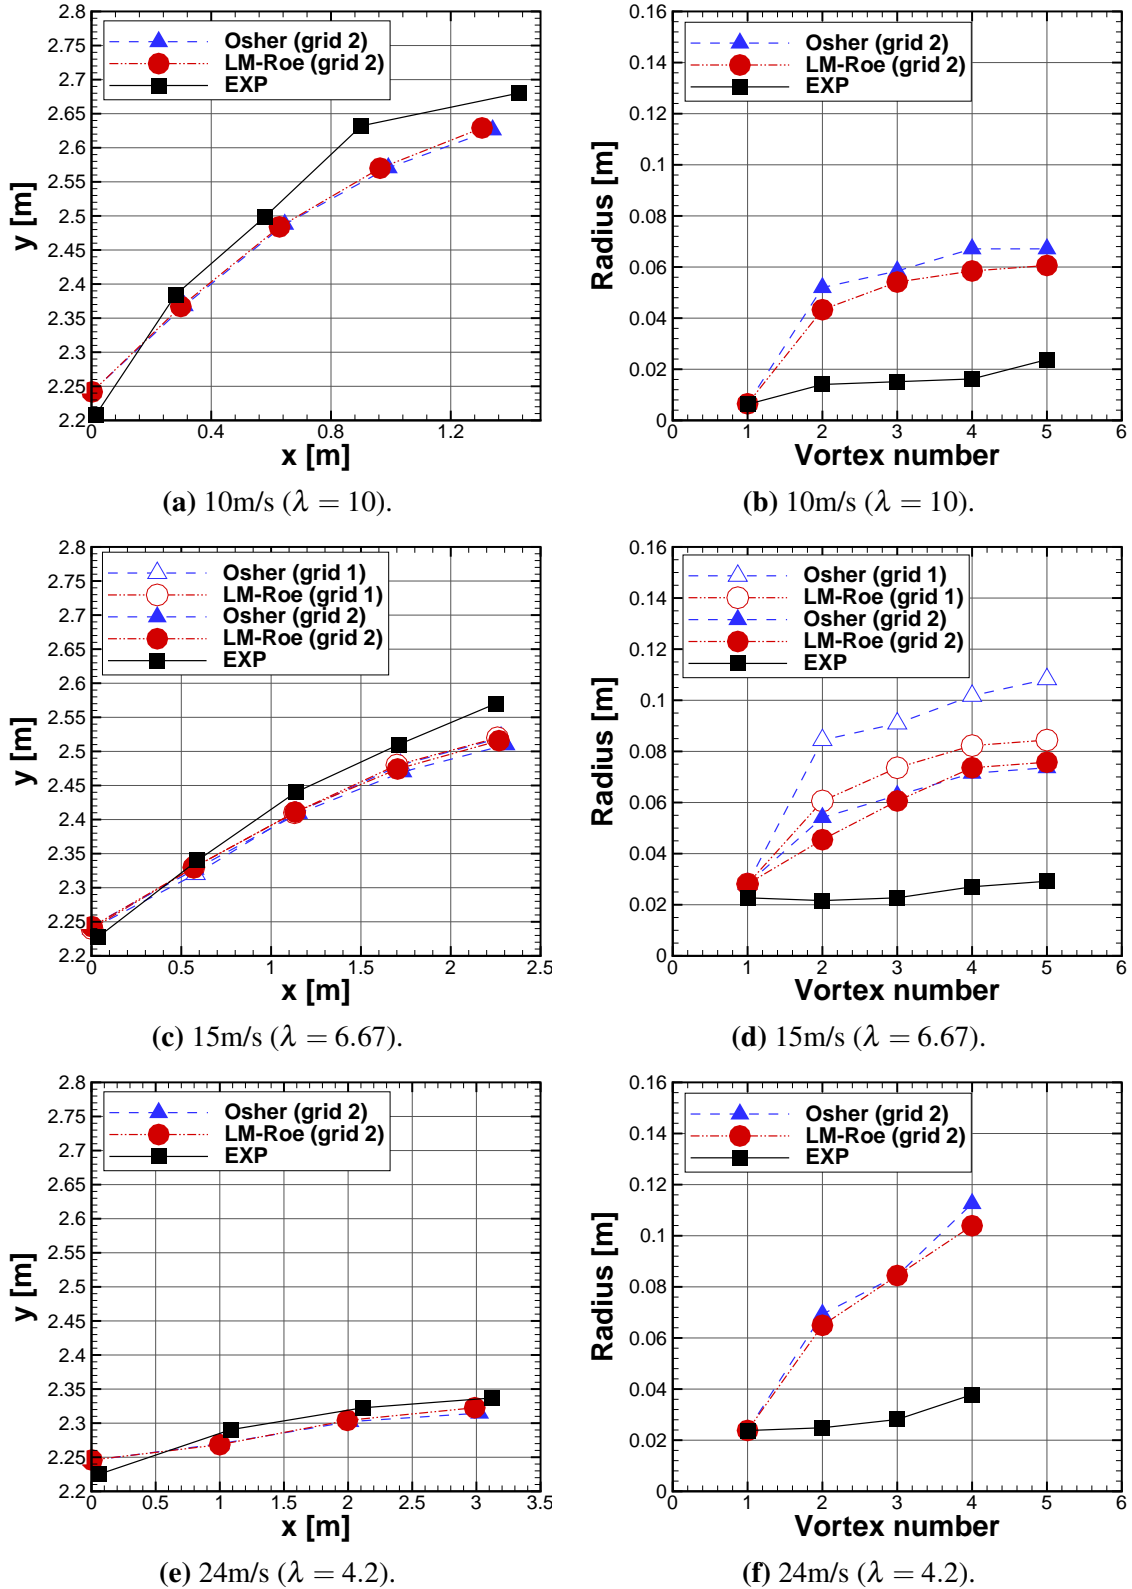 2.8
2.75
2.7
2.65
2.6
2.55
2.5
2.45
2.4
2.35
2.3
2.25
2.2
y [m]
Osher (grid 2)
LM-Roe (grid 2)
EXP
0 0.4 0.8 1.2
x [m]
(a) 10m/s (λ = 10).
0.16
0.14
0.12
0.1
0.08
0.06
0.04
0.02
0
Radius [m]
Osher (grid 2)
LM-Roe (grid 2)
EXP
0 1 2 3 4 5 6
Vortex number
(b) 10m/s (λ = 10).
2.8
2.75
2.7
2.65
2.6
2.55
2.5
2.45
2.4
2.35
2.3
2.25
2.2
y [m]
Osher (grid 1)
LM-Roe (grid 1)
Osher (grid 2)
LM-Roe (grid 2)
EXP
0 0.5 1 1.5 2 2.5
x [m]
(c) 15m/s (λ = 6.67).
0.16
0.14
0.12
0.1
0.08
0.06
0.04
0.02
0
Radius [m]
Osher (grid 1)
LM-Roe (grid 1)
Osher (grid 2)
LM-Roe (grid 2)
EXP
0 1 2 3 4 5 6
Vortex number
(d) 15m/s (λ = 6.67).
2.8
2.75
2.7
2.65
2.6
2.55
2.5
2.45
2.4
2.35
2.3
2.25
2.2
y [m]
Osher (grid 2)
LM-Roe (grid 2)
EXP
0 0.5 1 1.5 2 2.5 3 3.5
x [m]
(e) 24m/s (λ = 4.2).
0.16
0.14
0.12
0.1
0.08
0.06
0.04
0.02
0
Radius [m]
Osher (grid 2)
LM-Roe (grid 2)
EXP
0 1 2 3 4 5 6
Vortex number
(f) 24m/s (λ = 4.2).